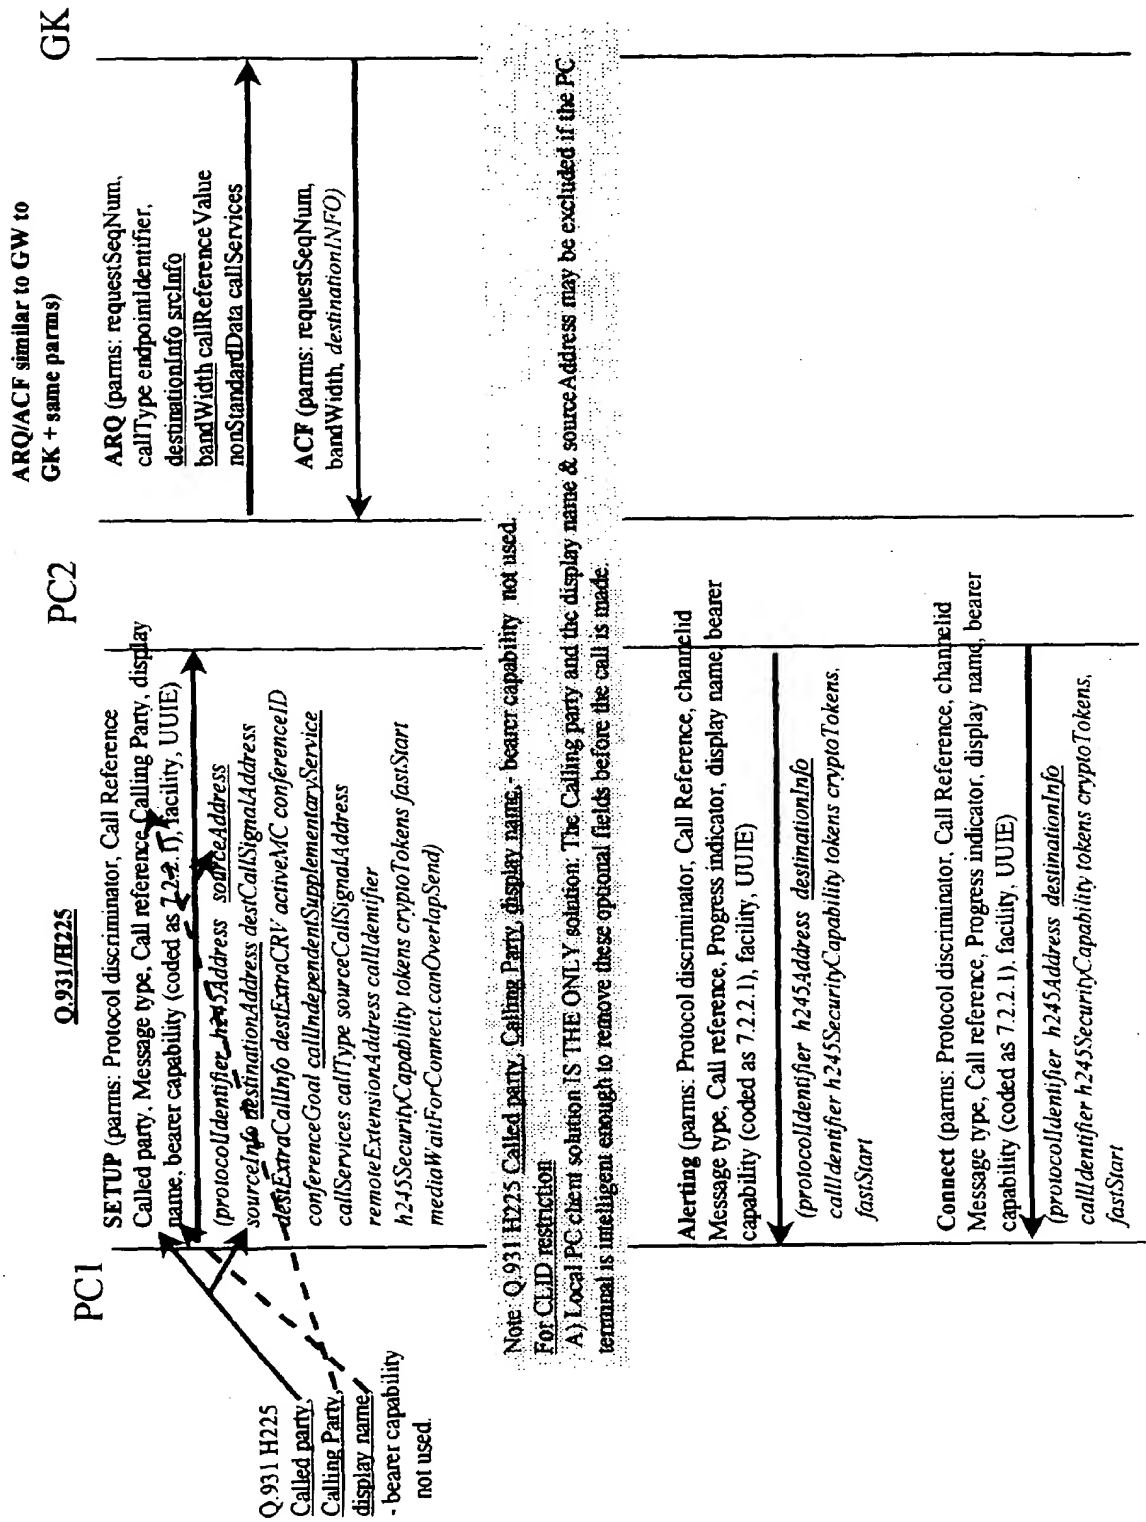 ARQ/ACF similar to GW to
GK + same parms)
PC1
Q.931/H225
PC2
GK
SETUP (parms: Protocol discriminator, Call Reference
Called party, Message type, Call reference Calling Party, display
name, bearer capability (coded as 7.2.2.1), facility, UUIE)
(protocolIdentifier h245Address sourceAddress
sourceInfo destinationAddress destCallSignalAddress
destExtraCallInfo destExtraCRV activeMC conferenceID
conferenceGoal callIndependentSupplementaryService
callServices callType sourceCallSignalAddress
remoteExtensionAddress callIdentifier
h245SecurityCapability tokens cryptoTokens fastStart
mediaWaitForConnect.canOverlapSend)
ARQ (parms: requestSeqNum,
callType endpointIdentifier,
destinationInfo srcInfo
bandWidth callReferenceValue
nonStandardData callServices
ACF (parms: requestSeqNum,
bandWidth, destinationINFO)
Q.931 H225
Called party,
Calling Party,
display name,
- bearer capability
not used.
Note: Q.931 H225 Called party, Calling Party, display name,- bearer capability not used.
For CLID restriction
A) Local PC client solution IS THE ONLY solution: The Calling party and the display name & sourceAddress may be excluded if the PC
terminal is intelligent enough to remove these optional fields before the call is made.
Alerting (parms: Protocol discriminator, Call Reference, channelid
Message type, Call reference, Progress indicator, display name, bearer
capability (coded as 7.2.2.1), facility, UUIE)
(protocolIdentifier h245Address destinationInfo
callIdentifier h245SecurityCapability tokens cryptoTokens,
fastStart
Connect (parms: Protocol discriminator, Call Reference, channelid
Message type, Call reference, Progress indicator, display name, bearer
capability (coded as 7.2.2.1), facility, UUIE)
(protocolIdentifier h245Address destinationInfo
callIdentifier h245SecurityCapability tokens cryptoTokens,
fastStart